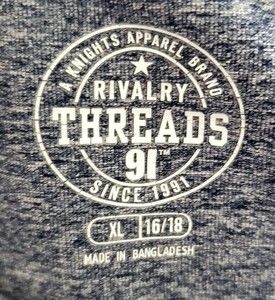 A KNIGHTS APPAREL BRAND
RIVALRY
THREADS
91™
SINCE 1991
XL 16/18
MADE IN BANGLADESH